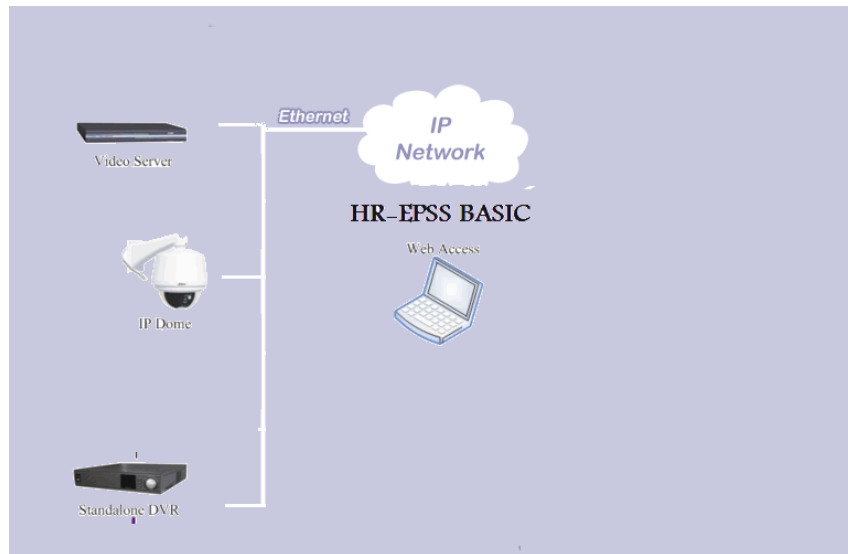 Ethernet
IP
Network
Video Server
HR-EPSS BASIC
Web Access
IP Dome
Standalone DVR